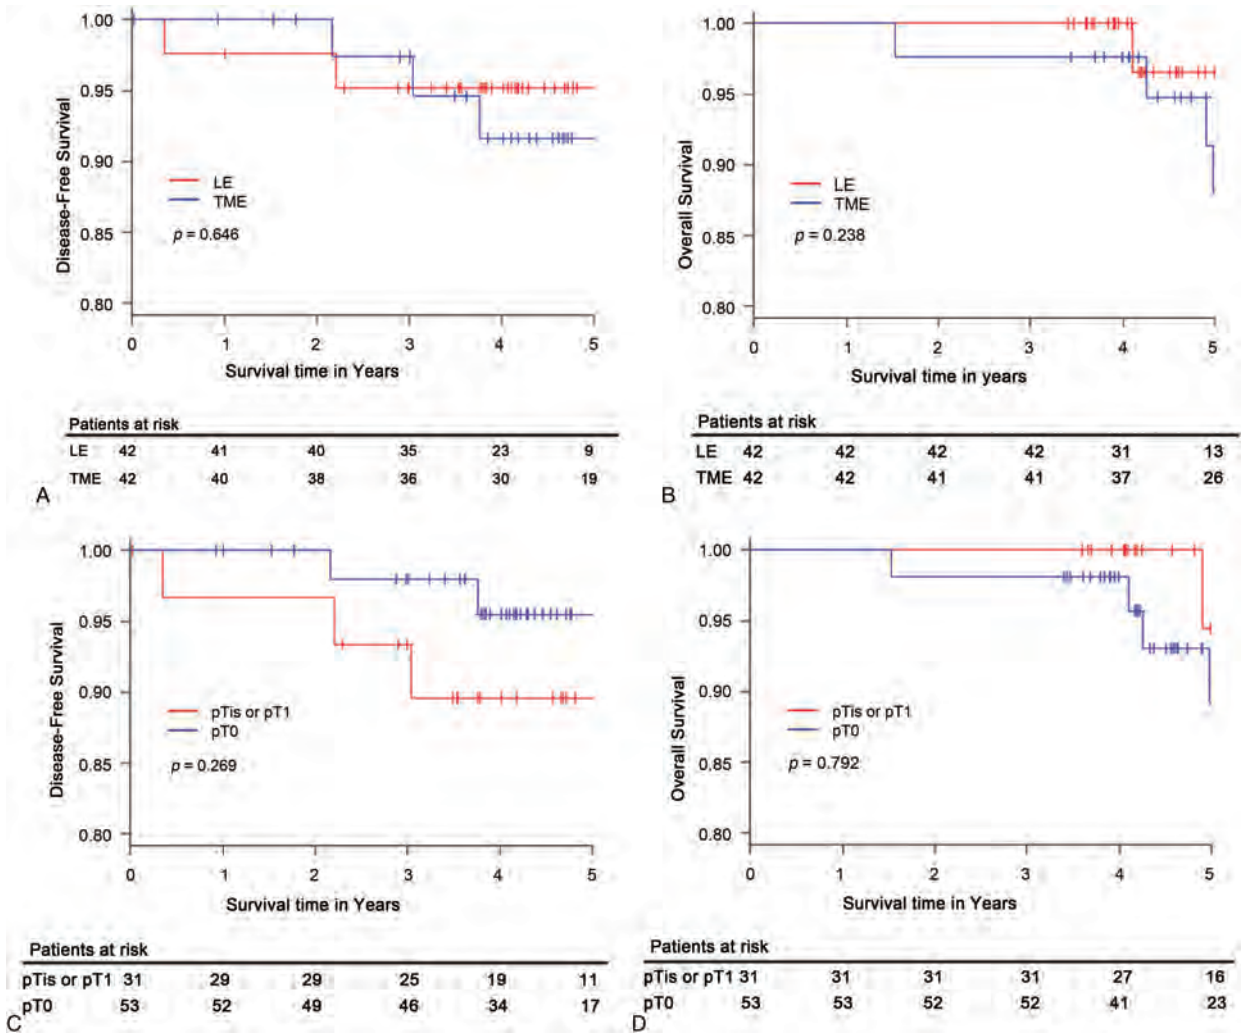 1.00
0.95
0.90
0.85
0.80
Disease-Free Survival
LE
TME
p = 0.646
0 1 2 3 4 5
Survival time in Years
Patients at risk
LE 42 41 40 35 23 9
TME 42 40 38 36 30 19
A
1.00
0.95
0.90
0.85
0.80
Overall Survival
LE
TME
p = 0.238
0 1 2 3 4 5
Survival time in years
Patients at risk
LE 42 42 42 42 31 13
TME 42 42 41 41 37 26
B
1.00
0.95
0.90
0.85
0.80
Disease-Free Survival
pTis or pT1
pT0
p = 0.269
0 1 2 3 4 5
Survival time in Years
Patients at risk
pTis or pT1 31 29 29 25 19 11
pT0 53 52 49 46 34 17
C
1.00
0.95
0.90
0.85
0.80
Overall Survival
pTis or pT1
pT0
p = 0.792
0 1 2 3 4 5
Survival time in Years
Patients at risk
pTis or pT1 31 31 31 31 27 16
pT0 53 53 52 52 41 23
D